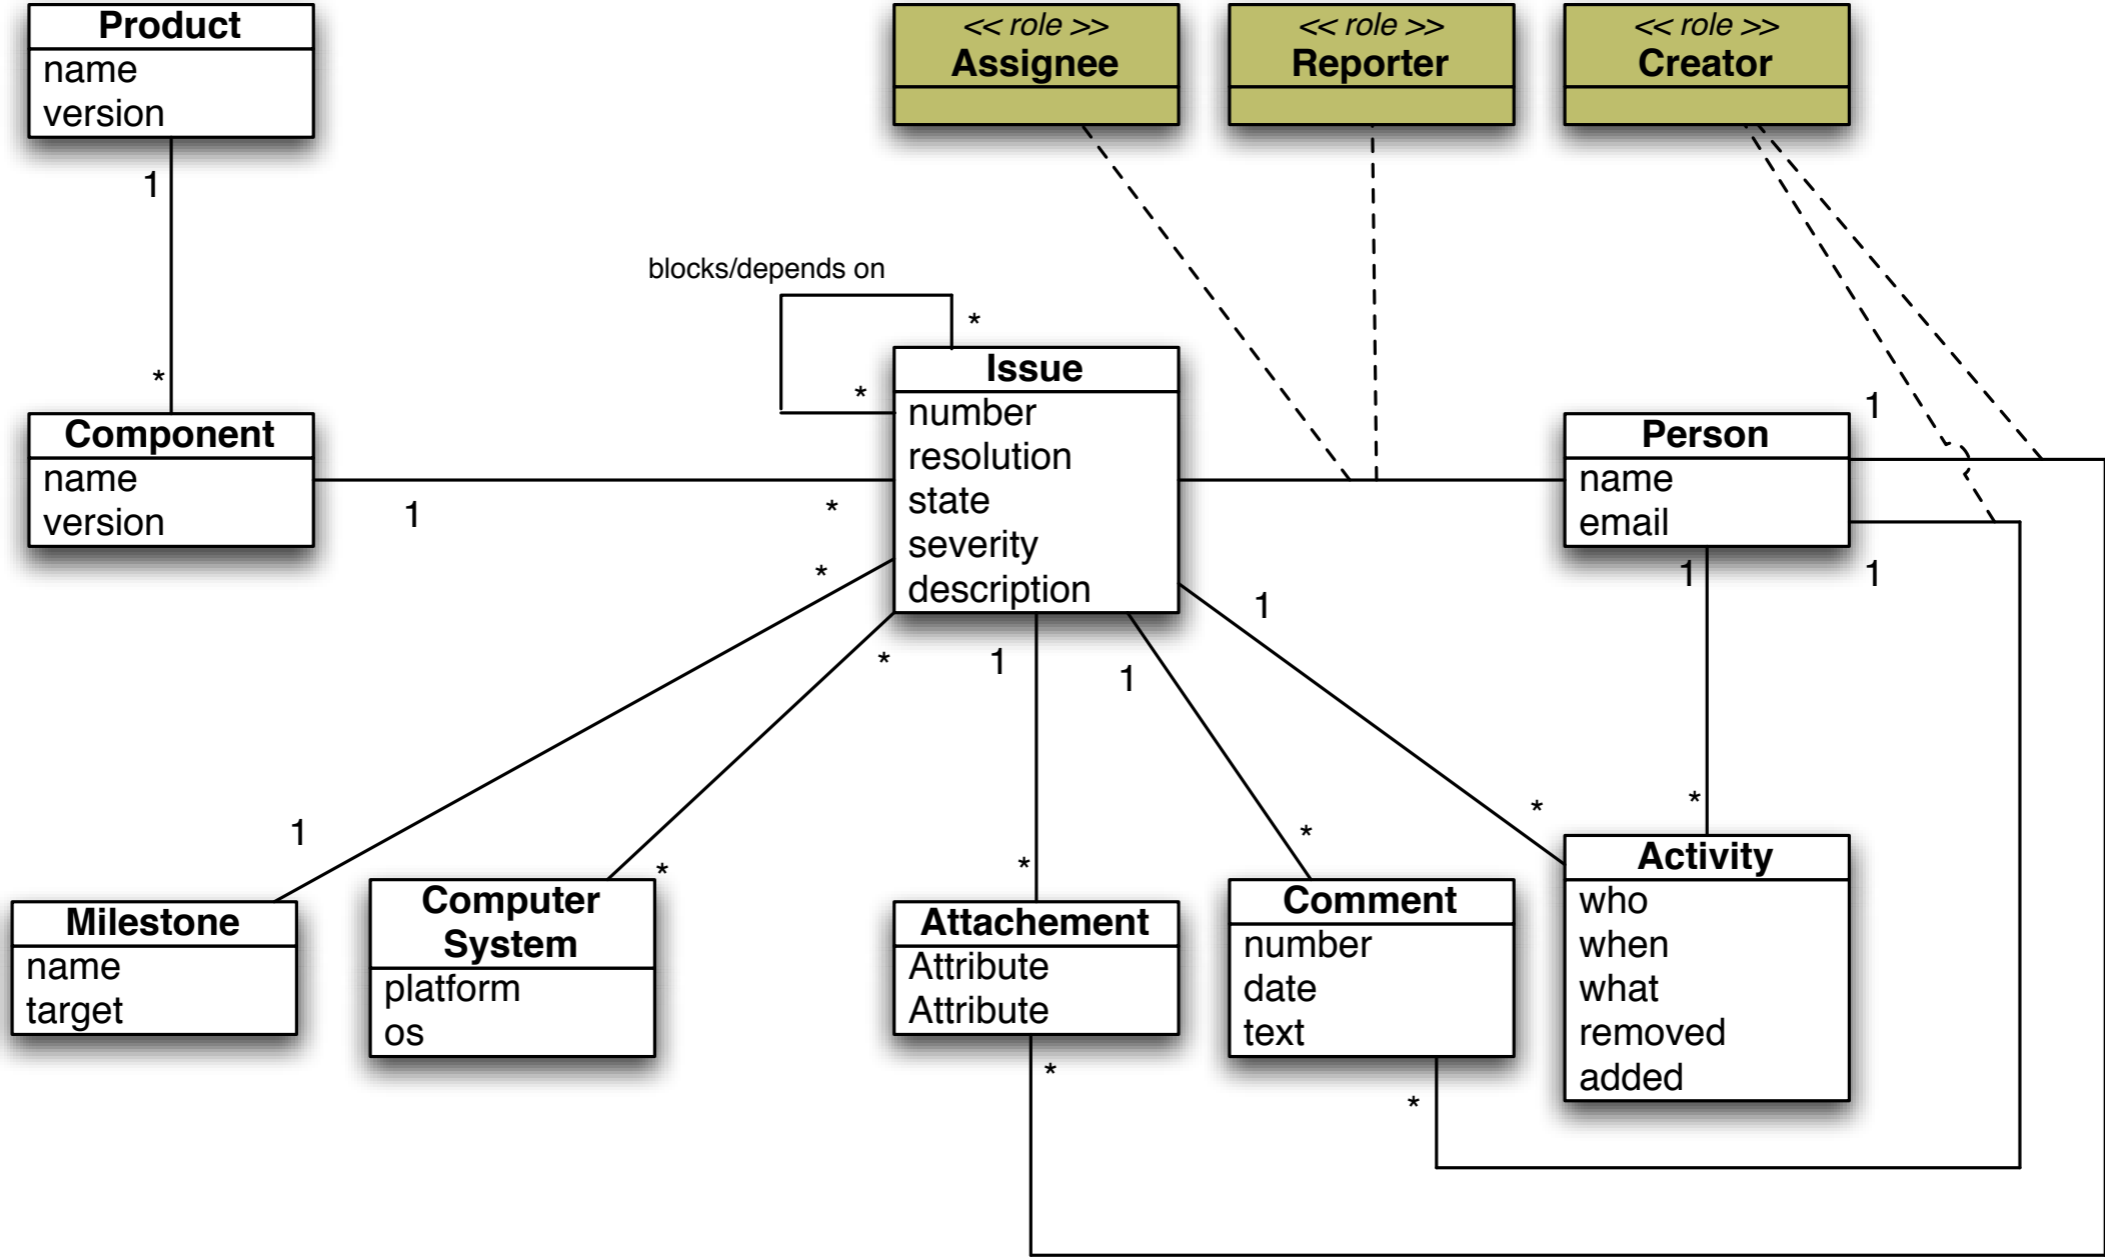 Product
name
version
<< role >>
Assignee
<< role >>
Reporter
<< role >>
Creator
1
*
blocks/depends on
*
*
Component
name
version
1
*
Issue
number
resolution
state
severity
description
Person
name
email
1
1
1
*
*
*
1
1
1
1
*
*
*
*
*
Milestone
name
target
Computer
System
platform
os
Attachement
Attribute
Attribute
*
Comment
number
date
text
*
Activity
who
when
what
removed
added